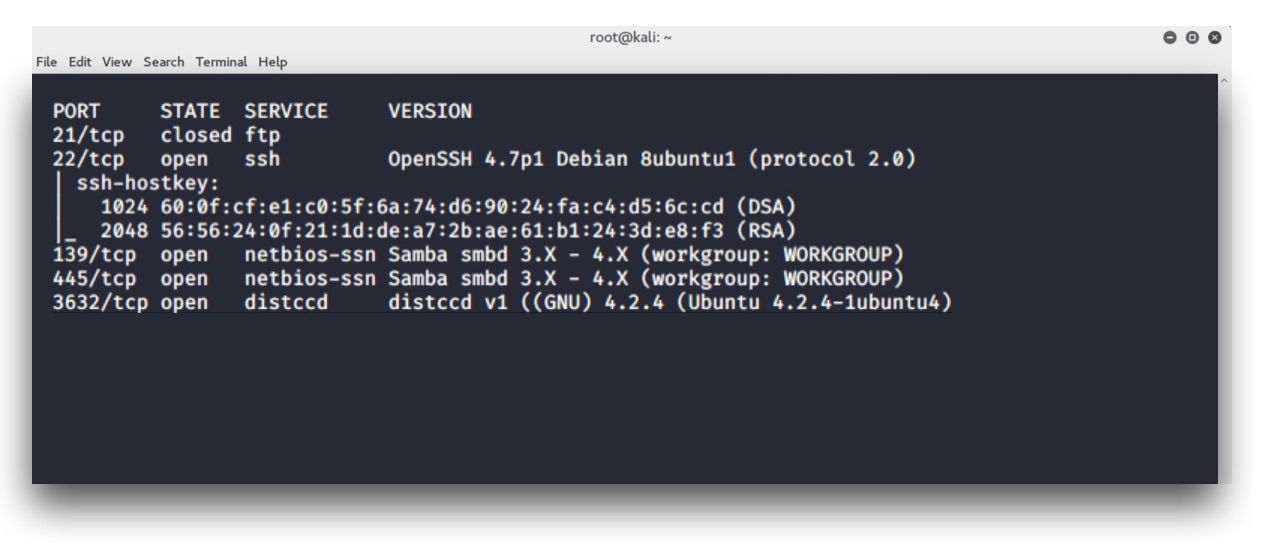 root@kali: ~
File Edit View Search Terminal Help
PORT STATE SERVICE VERSION
21/tcp closed ftp
22/tcp open ssh OpenSSH 4.7p1 Debian 8ubuntu1 (protocol 2.0)
| ssh-hostkey:
| 1024 60:0f:cf:e1:c0:5f:6a:74:d6:90:24:fa:c4:d5:6c:cd (DSA)
|_ 2048 56:56:24:0f:21:1d:de:a7:2b:ae:61:b1:24:3d:e8:f3 (RSA)
139/tcp open netbios-ssn Samba smbd 3.X - 4.X (workgroup: WORKGROUP)
445/tcp open netbios-ssn Samba smbd 3.X - 4.X (workgroup: WORKGROUP)
3632/tcp open distccd distccd v1 ((GNU) 4.2.4 (Ubuntu 4.2.4-1ubuntu4)